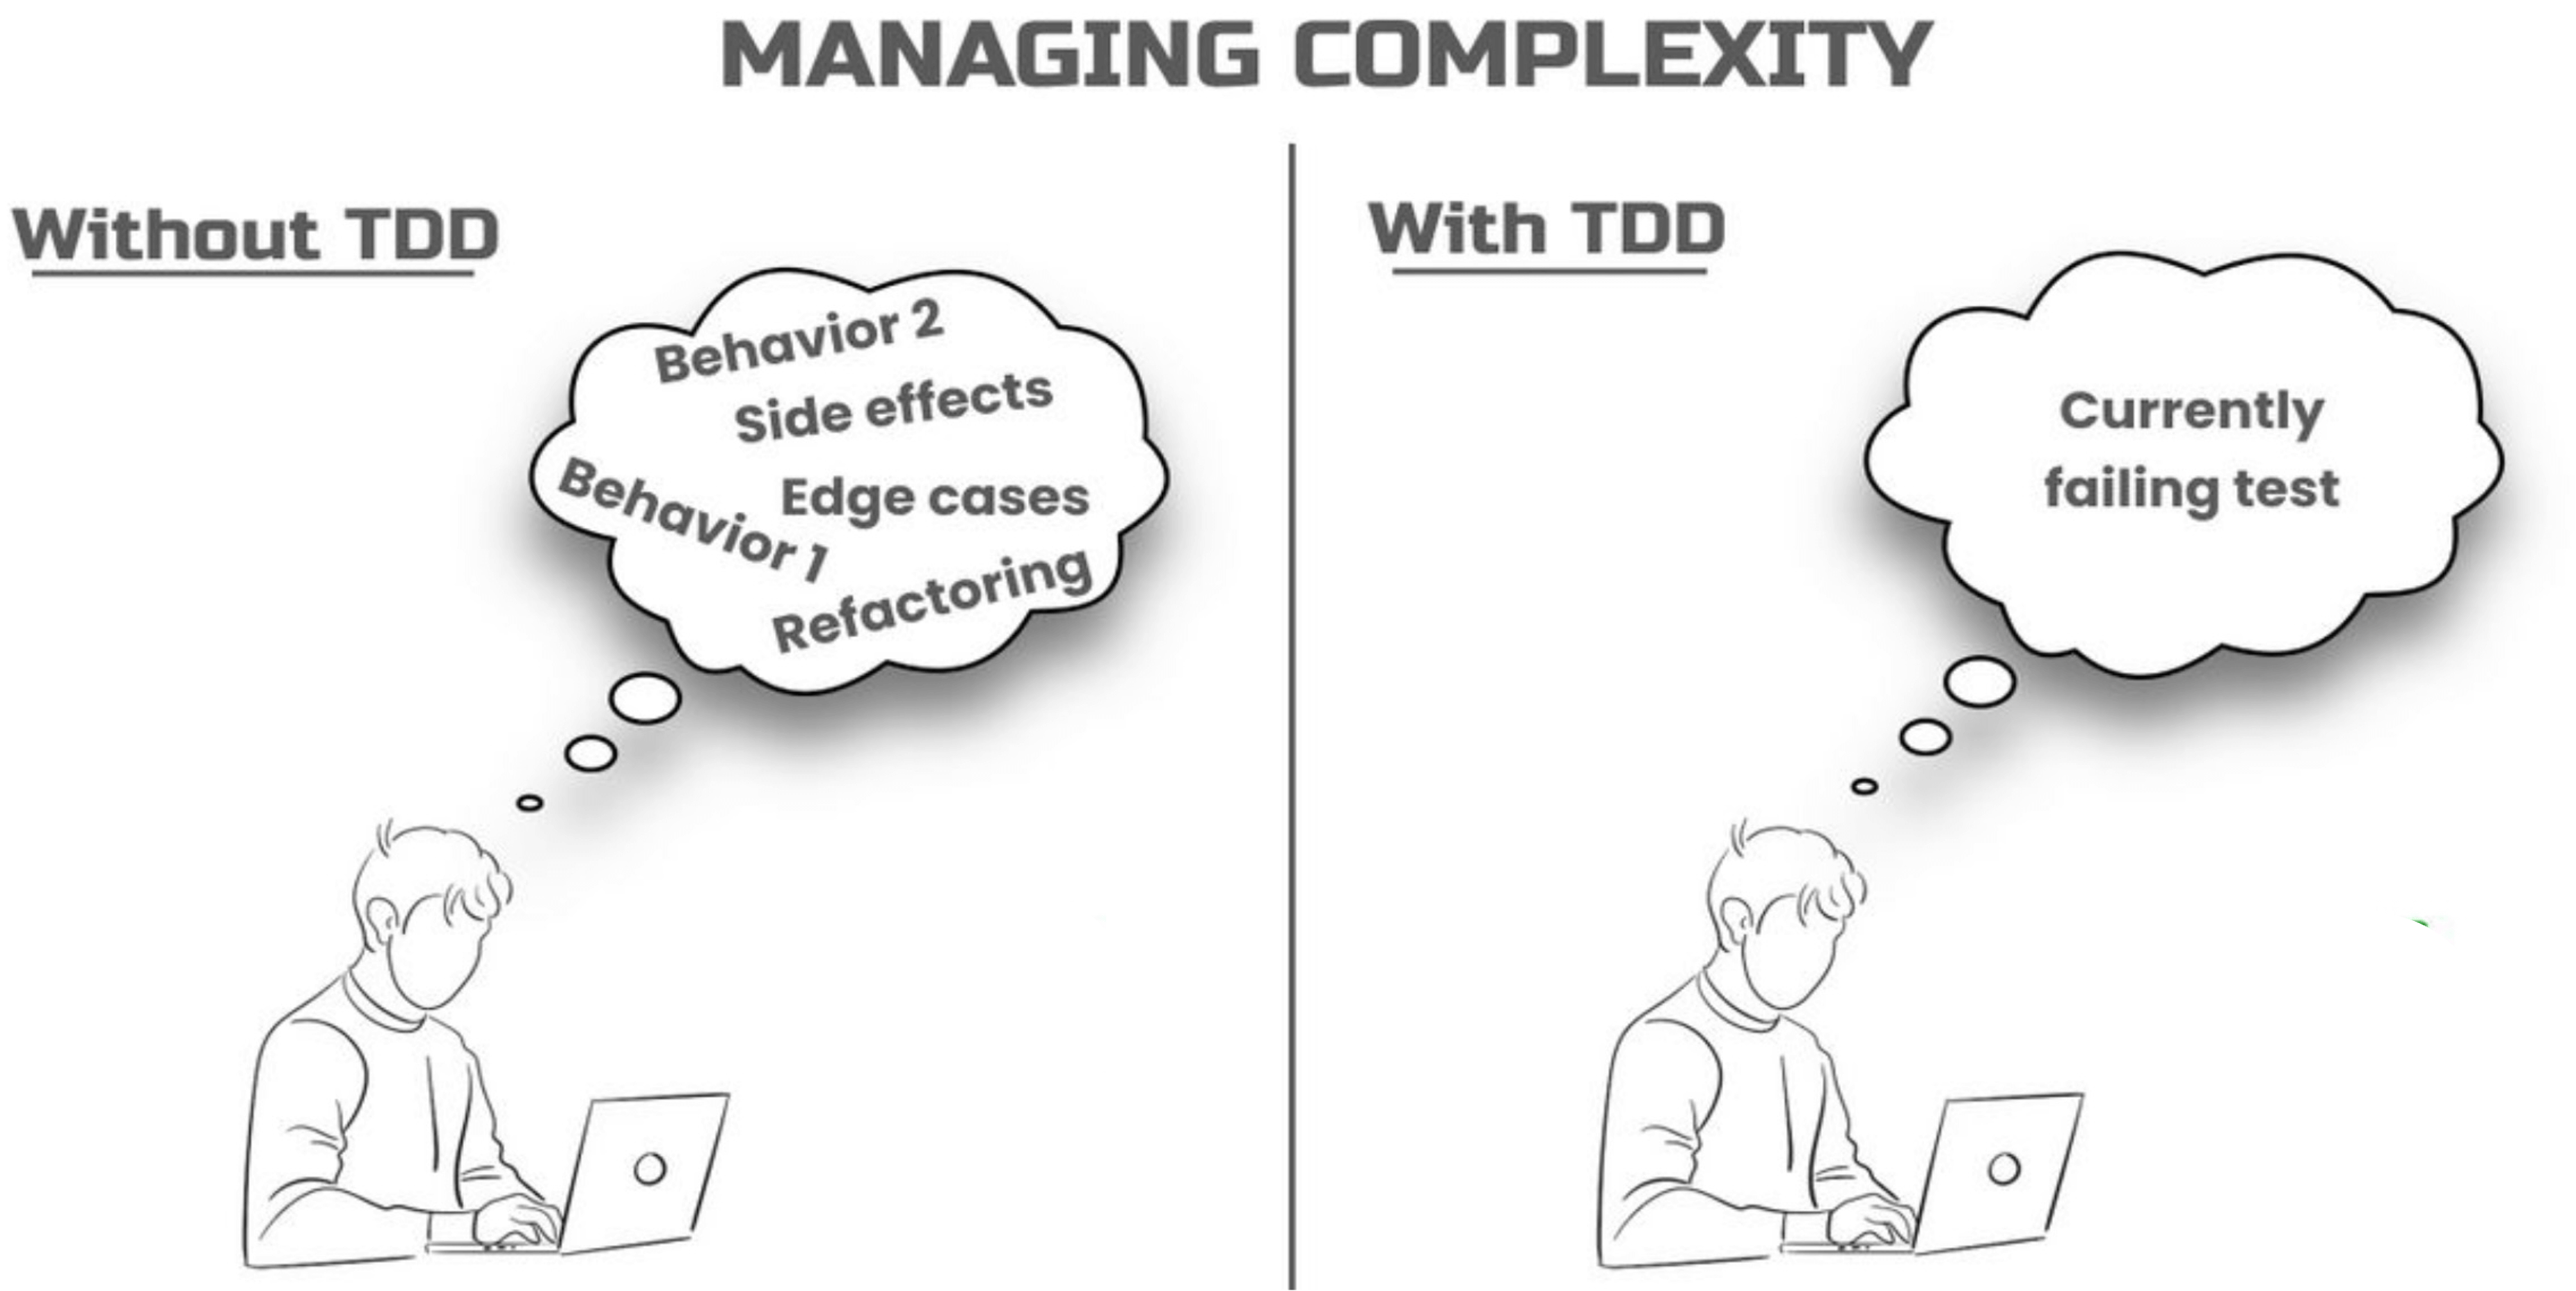 MANAGING COMPLEXITY
Without TDD
Behavior 2
Side effects
Edge cases
Behavior 1
Refactoring
With TDD
Currently
failing test